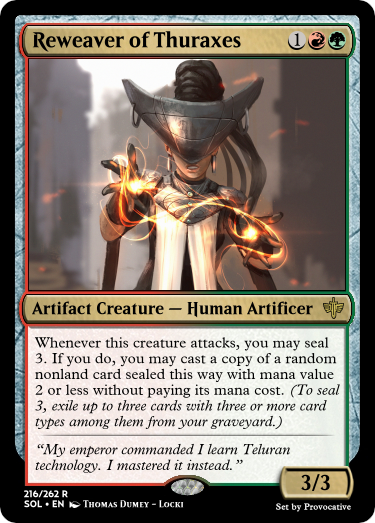 Reweaver of Thuraxes 1
Artifact Creature — Human Artificer
Whenever this creature attacks, you may seal
3. If you do, you may cast a copy of a random
nonland card sealed this way with mana value
2 or less without paying its mana cost. (To seal
3, exile up to three cards with three or more card
types among them from your graveyard.)
“My emperor commanded I learn Teluran
technology. I mastered it instead.”
3/3
216/262 R
SOL • EN Thomas Dumey – Locki
Set by Provocative